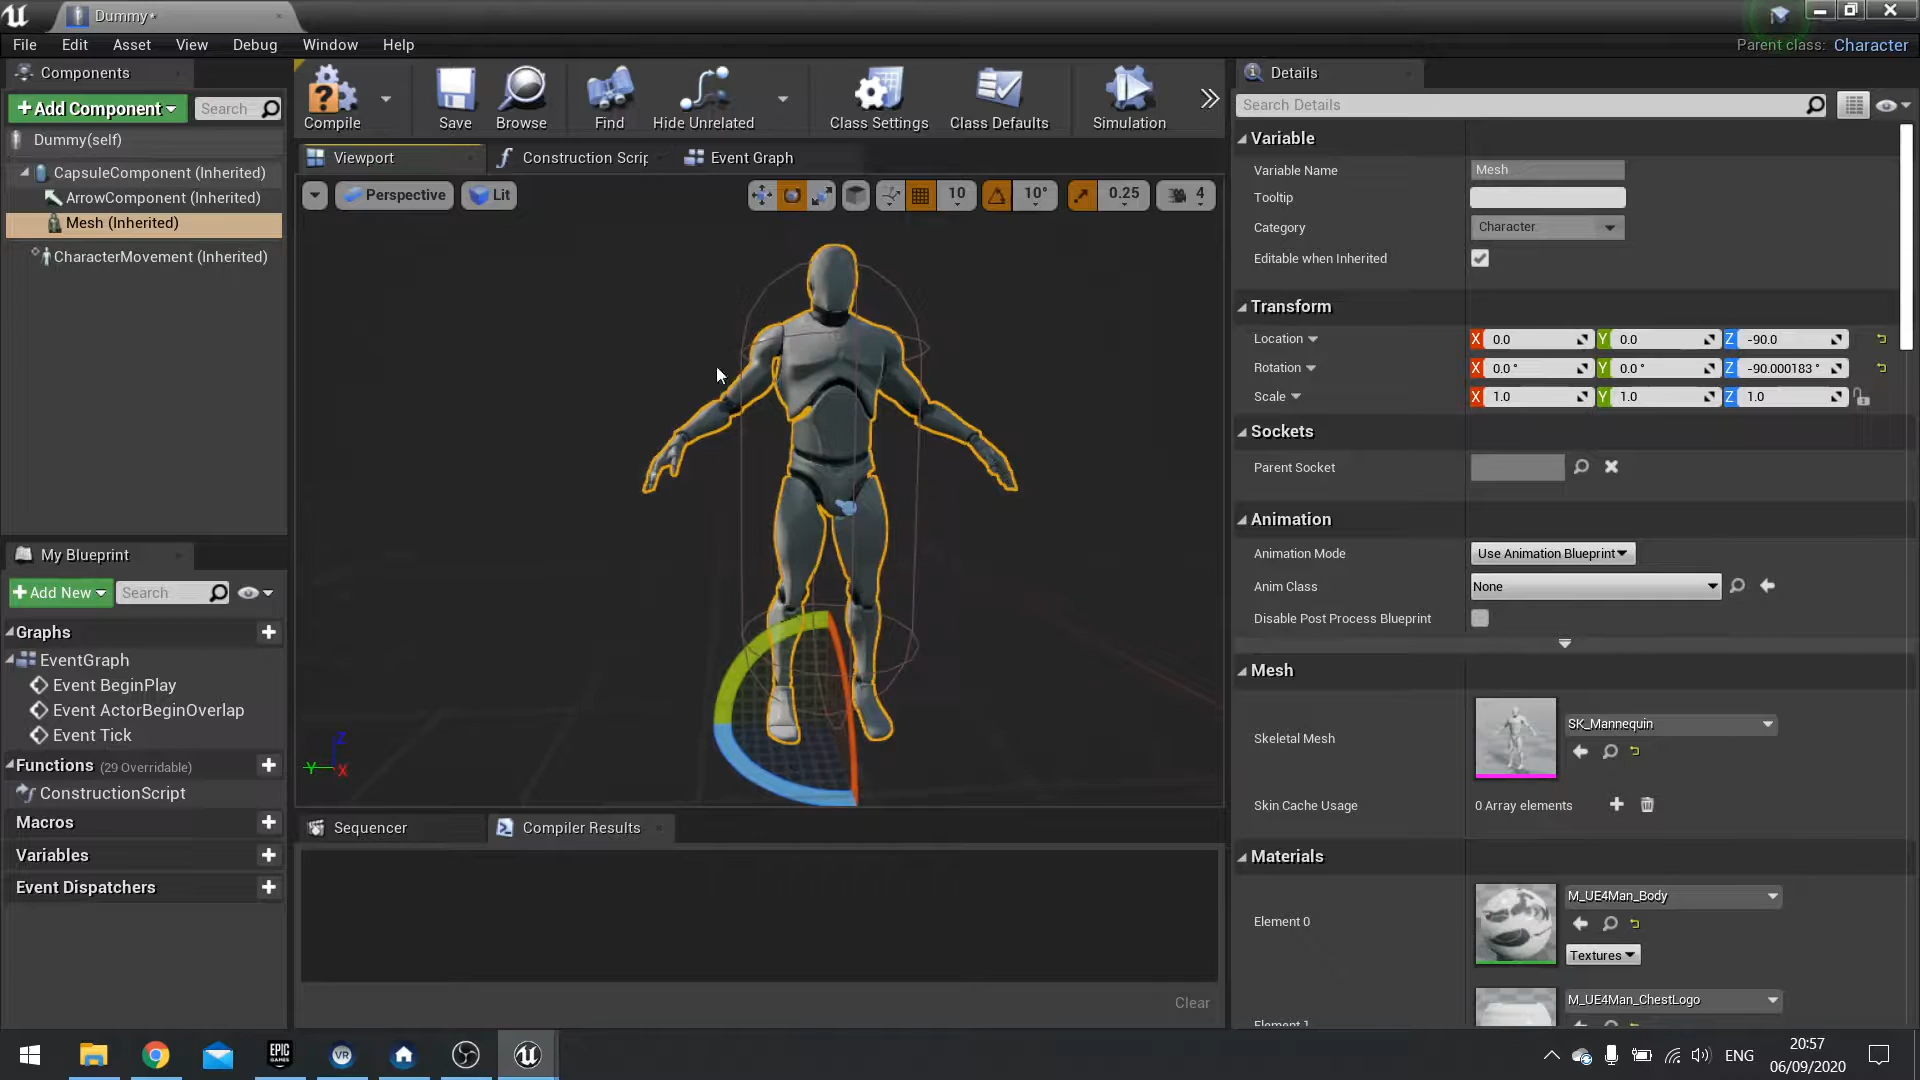 Dummy*
File Edit Asset View Debug Window Help
Parent class: Character
Components
+Add Component
Search
Dummy(self)
CapsuleComponent (Inherited)
ArrowComponent (Inherited)
Mesh (Inherited)
CharacterMovement (Inherited)
My Blueprint
+Add New
Search
Graphs
EventGraph
Event BeginPlay
Event ActorBeginOverlap
Event Tick
Functions (29 Overridable)
ConstructionScript
Macros
Variables
Event Dispatchers
Compile
Save
Browse
Find
Hide Unrelated
Class Settings
Class Defaults
Simulation
Viewport
Construction Scrip
Event Graph
Perspective
Lit
10
10°
0.25
4
Z
Y
X
Sequencer
Compiler Results
Clear
Details
Search Details
Variable
Variable Name Mesh
Tooltip
Category Character
Editable when Inherited
Transform
Location X 0.0 Y 0.0 Z -90.0
Rotation X 0.0 ° Y 0.0 ° Z -90.000183 °
Scale X 1.0 Y 1.0 Z 1.0
Sockets
Parent Socket
Animation
Animation Mode Use Animation Blueprint
Anim Class None
Disable Post Process Blueprint
Mesh
Skeletal Mesh SK_Mannequin
Skin Cache Usage 0 Array elements
Materials
Element 0 M_UE4Man_Body
Textures
M_UE4Man_ChestLogo
Element 1
EPIC
GAMES
VR
ENG
20:57
06/09/2020